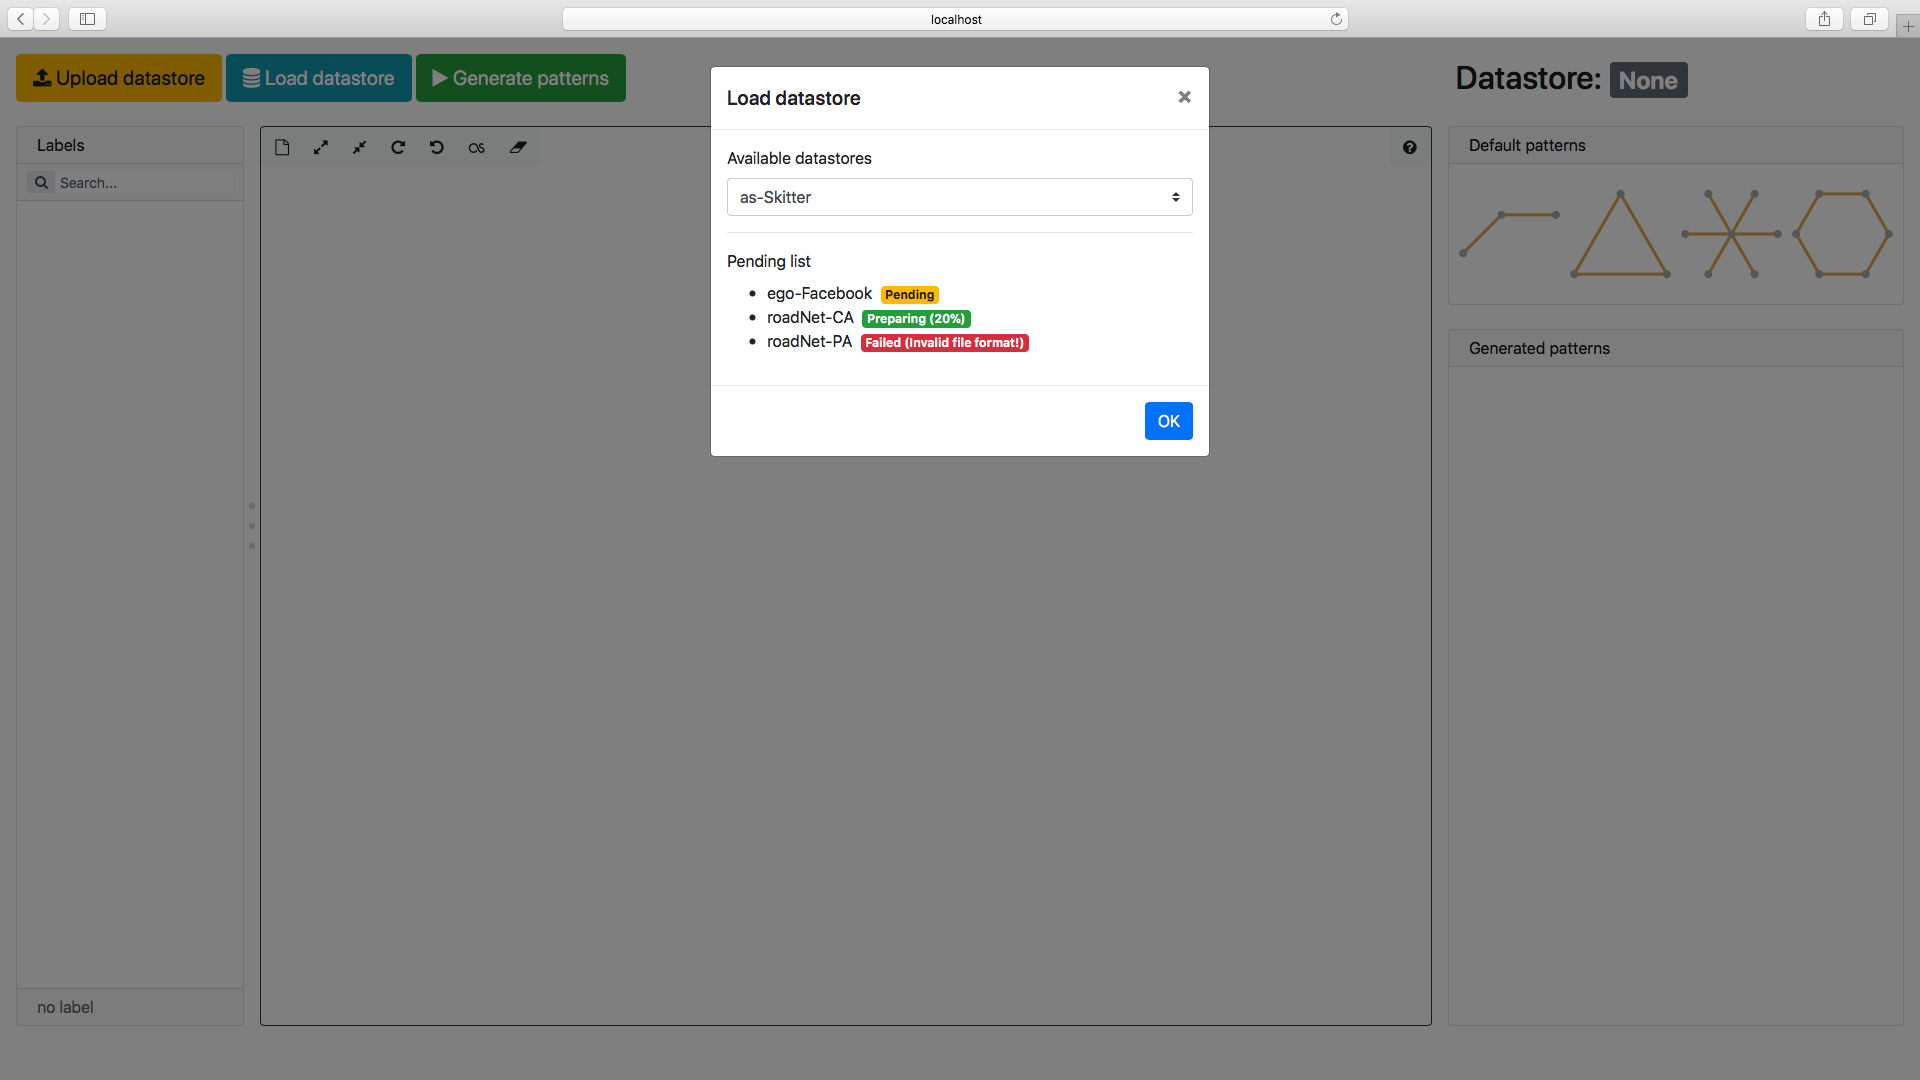 localhost
Upload datastore
Load datastore
Generate patterns
Datastore: None
Labels
Search...
no label
Load datastore
Available datastores
as-Skitter
Pending list
ego-Facebook Pending
roadNet-CA Preparing (20%)
roadNet-PA Failed (Invalid file format!)
OK
Default patterns
Generated patterns